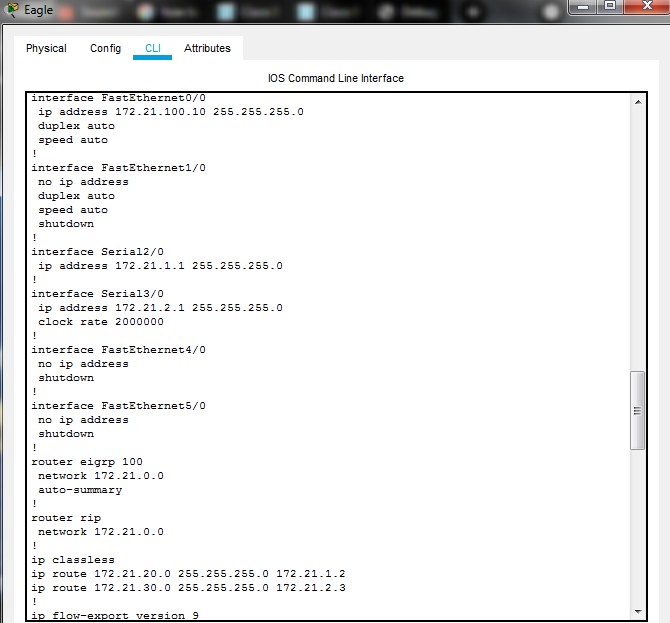 Eagle
Physical Config CLI Attributes
IOS Command Line Interface
interface FastEthernet0/0
ip address 172.21.100.10 255.255.255.0
duplex auto
speed auto
!
interface FastEthernet1/0
no ip address
duplex auto
speed auto
shutdown
!
interface Serial2/0
ip address 172.21.1.1 255.255.255.0
!
interface Serial3/0
ip address 172.21.2.1 255.255.255.0
clock rate 2000000
!
interface FastEthernet4/0
no ip address
shutdown
!
interface FastEthernet5/0
no ip address
shutdown
!
router eigrp 100
network 172.21.0.0
auto-summary
!
router rip
network 172.21.0.0
!
ip classless
ip route 172.21.20.0 255.255.255.0 172.21.1.2
ip route 172.21.30.0 255.255.255.0 172.21.2.3
!
ip flow-export version 9